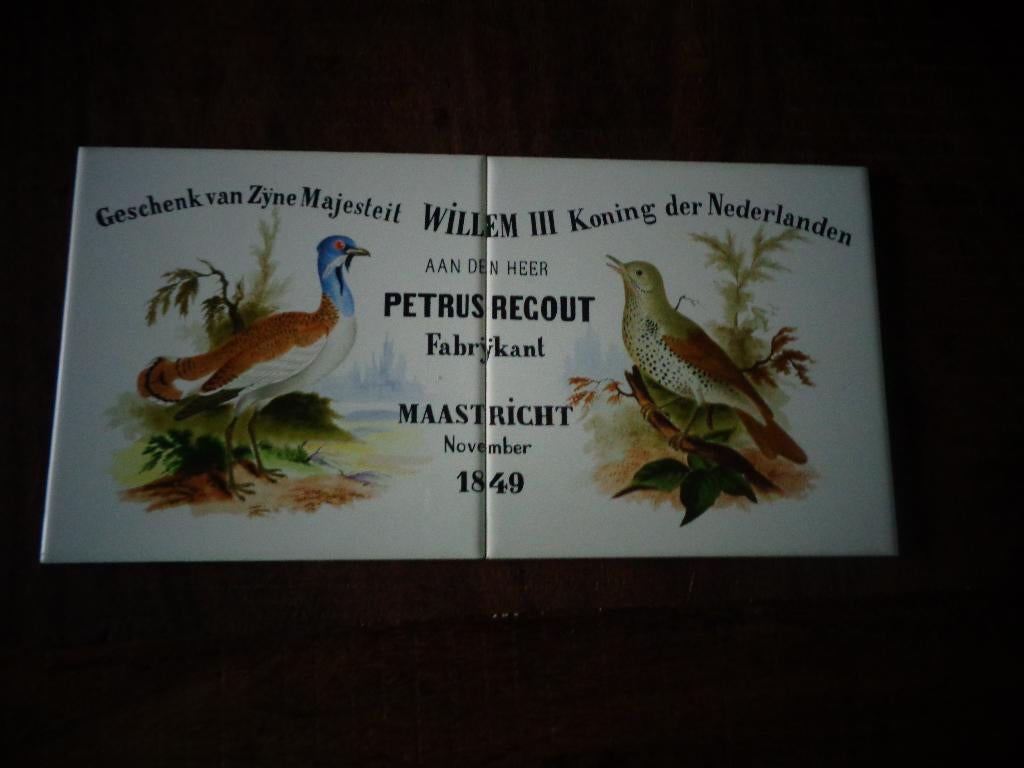 Geschenk van Zÿne Majesteit WILLEM III Koning der Nederlanden
AAN DEN HEER
PETRUS REGOUT
Fabrÿkant
MAASTRICHT
November
1849